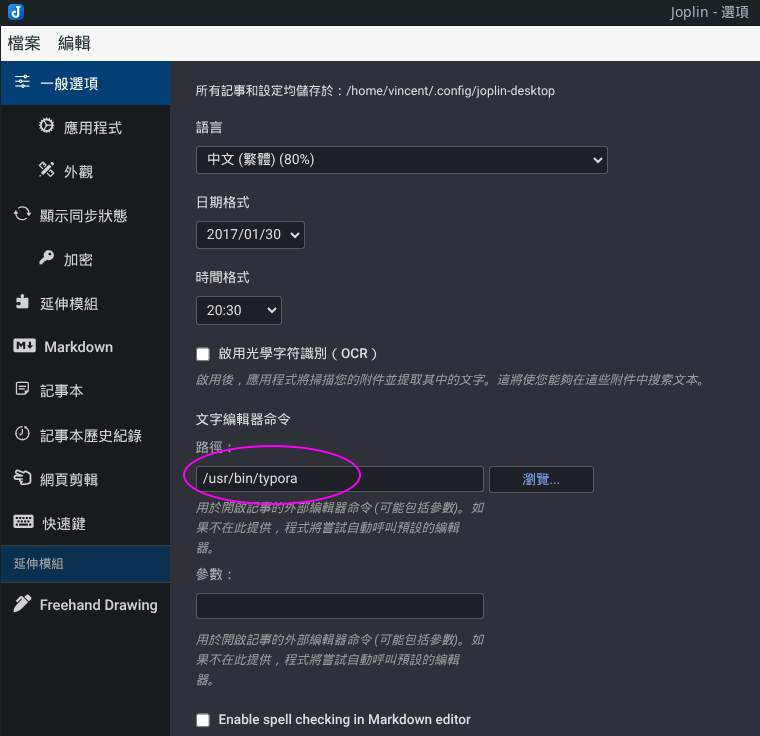 Joplin - 選項
檔案 編輯
一般選項
應用程式
外觀
顯示同步狀態
加密
延伸模組
Markdown
記事本
記事本歷史紀錄
網頁剪輯
快速鍵
延伸模組
Freehand Drawing
所有記事和設定均儲存於：/home/vincent/.config/joplin-desktop
語言
中文 (繁體) (80%)
日期格式
2017/01/30
時間格式
20:30
啟用光學字符識別（OCR）
啟用後，應用程式將掃描您的附件並提取其中的文字。這將使您能夠在這些附件中搜索文本。
文字編輯器命令
路徑：
/usr/bin/typora
瀏覽...
用於開啟記事的外部編輯器命令 (可能包括參數)。如
果不在此提供，程式將嘗試自動呼叫預設的編輯
器。
參數：
用於開啟記事的外部編輯器命令 (可能包括參數)。如
果不在此提供，程式將嘗試自動呼叫預設的編輯
器。
Enable spell checking in Markdown editor